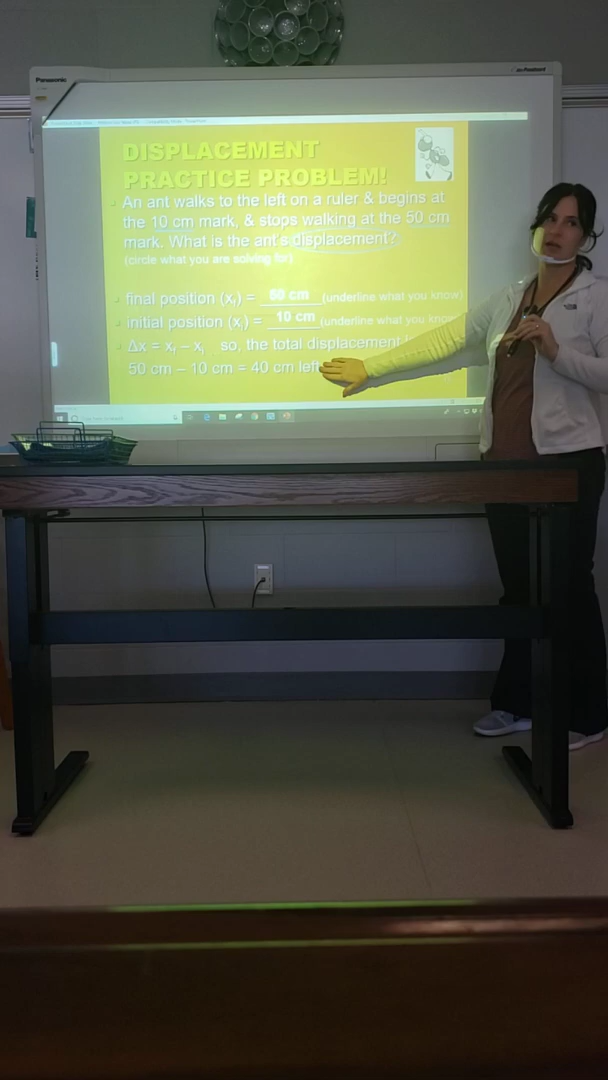 Panasonic
DISPLACEMENT
PRACTICE PROBLEM!
An ant walks to the left on a ruler & begins at
the 10 cm mark, & stops walking at the 50 cm
mark. What is the ant's displacement?
(circle what you are solving for)
final position (xf) = 50 cm (underline what you know)
initial position (xi) = 10 cm (underline what you know
Δx = xf – xi so, the total displacement
50 cm – 10 cm = 40 cm left